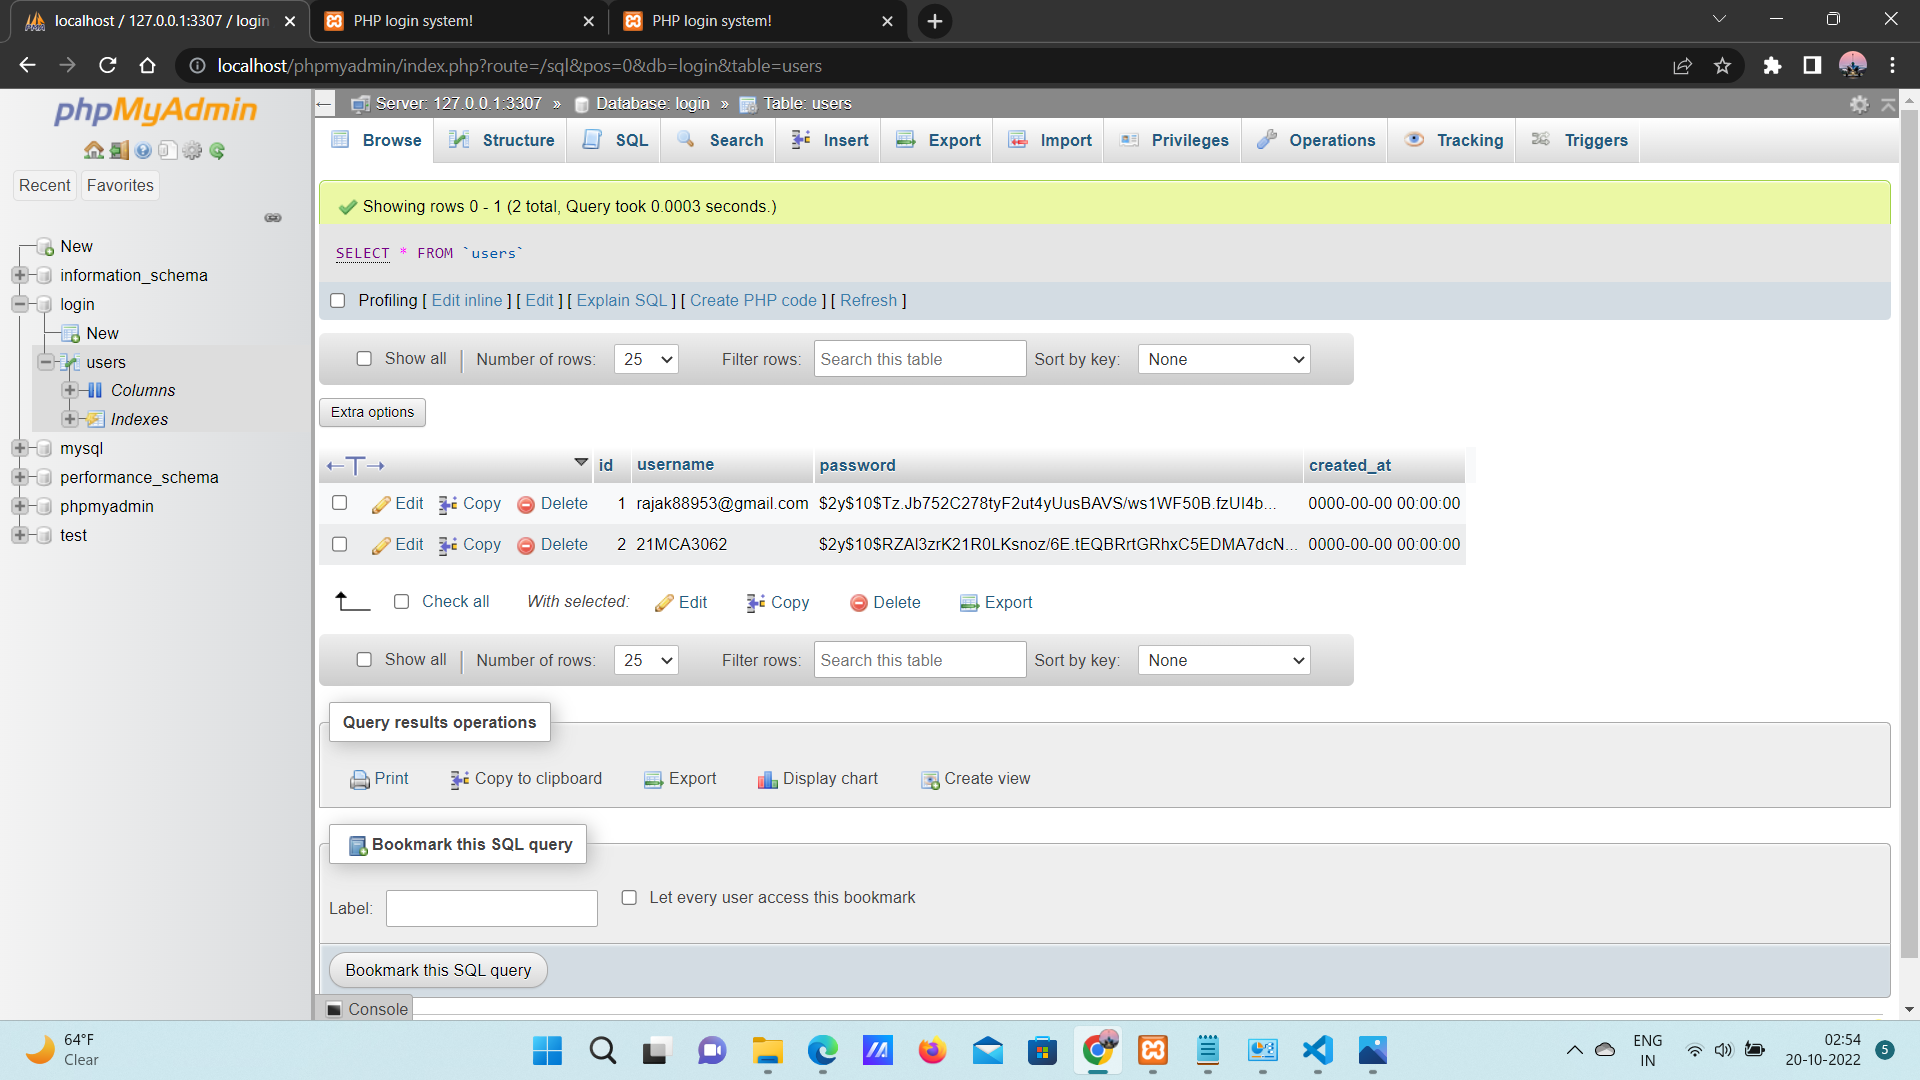 localhost / 127.0.0.1:3307 / login
PHP login system!
PHP login system!
localhost/phpmyadmin/index.php?route=/sql&pos=0&db=login&table=users
phpMyAdmin
Server: 127.0.0.1:3307 » Database: login » Table: users
Browse Structure SQL Search Insert Export Import Privileges Operations Tracking Triggers
Recent Favorites
New
information_schema
login
New
users
Columns
Indexes
mysql
performance_schema
phpmyadmin
test
Showing rows 0 - 1 (2 total, Query took 0.0003 seconds.)
SELECT * FROM `users`
Profiling [ Edit inline ] [ Edit ] [ Explain SQL ] [ Create PHP code ] [ Refresh ]
Show all Number of rows: 25 Filter rows: Search this table Sort by key: None
Extra options
←T→ id username password created_at
Edit Copy Delete 1 rajak88953@gmail.com $2y$10$Tz.Jb752C278tyF2ut4yUusBAVS/ws1WF50B.fzUI4b... 0000-00-00 00:00:00
Edit Copy Delete 2 21MCA3062 $2y$10$RZAl3zrK21R0LKsnoz/6E.tEQBRrtGRhxC5EDMA7dcN... 0000-00-00 00:00:00
Check all With selected: Edit Copy Delete Export
Show all Number of rows: 25 Filter rows: Search this table Sort by key: None
Query results operations
Print Copy to clipboard Export Display chart Create view
Bookmark this SQL query
Label: Let every user access this bookmark
Bookmark this SQL query
Console
64°F
Clear
ENG
IN
02:54
20-10-2022
5